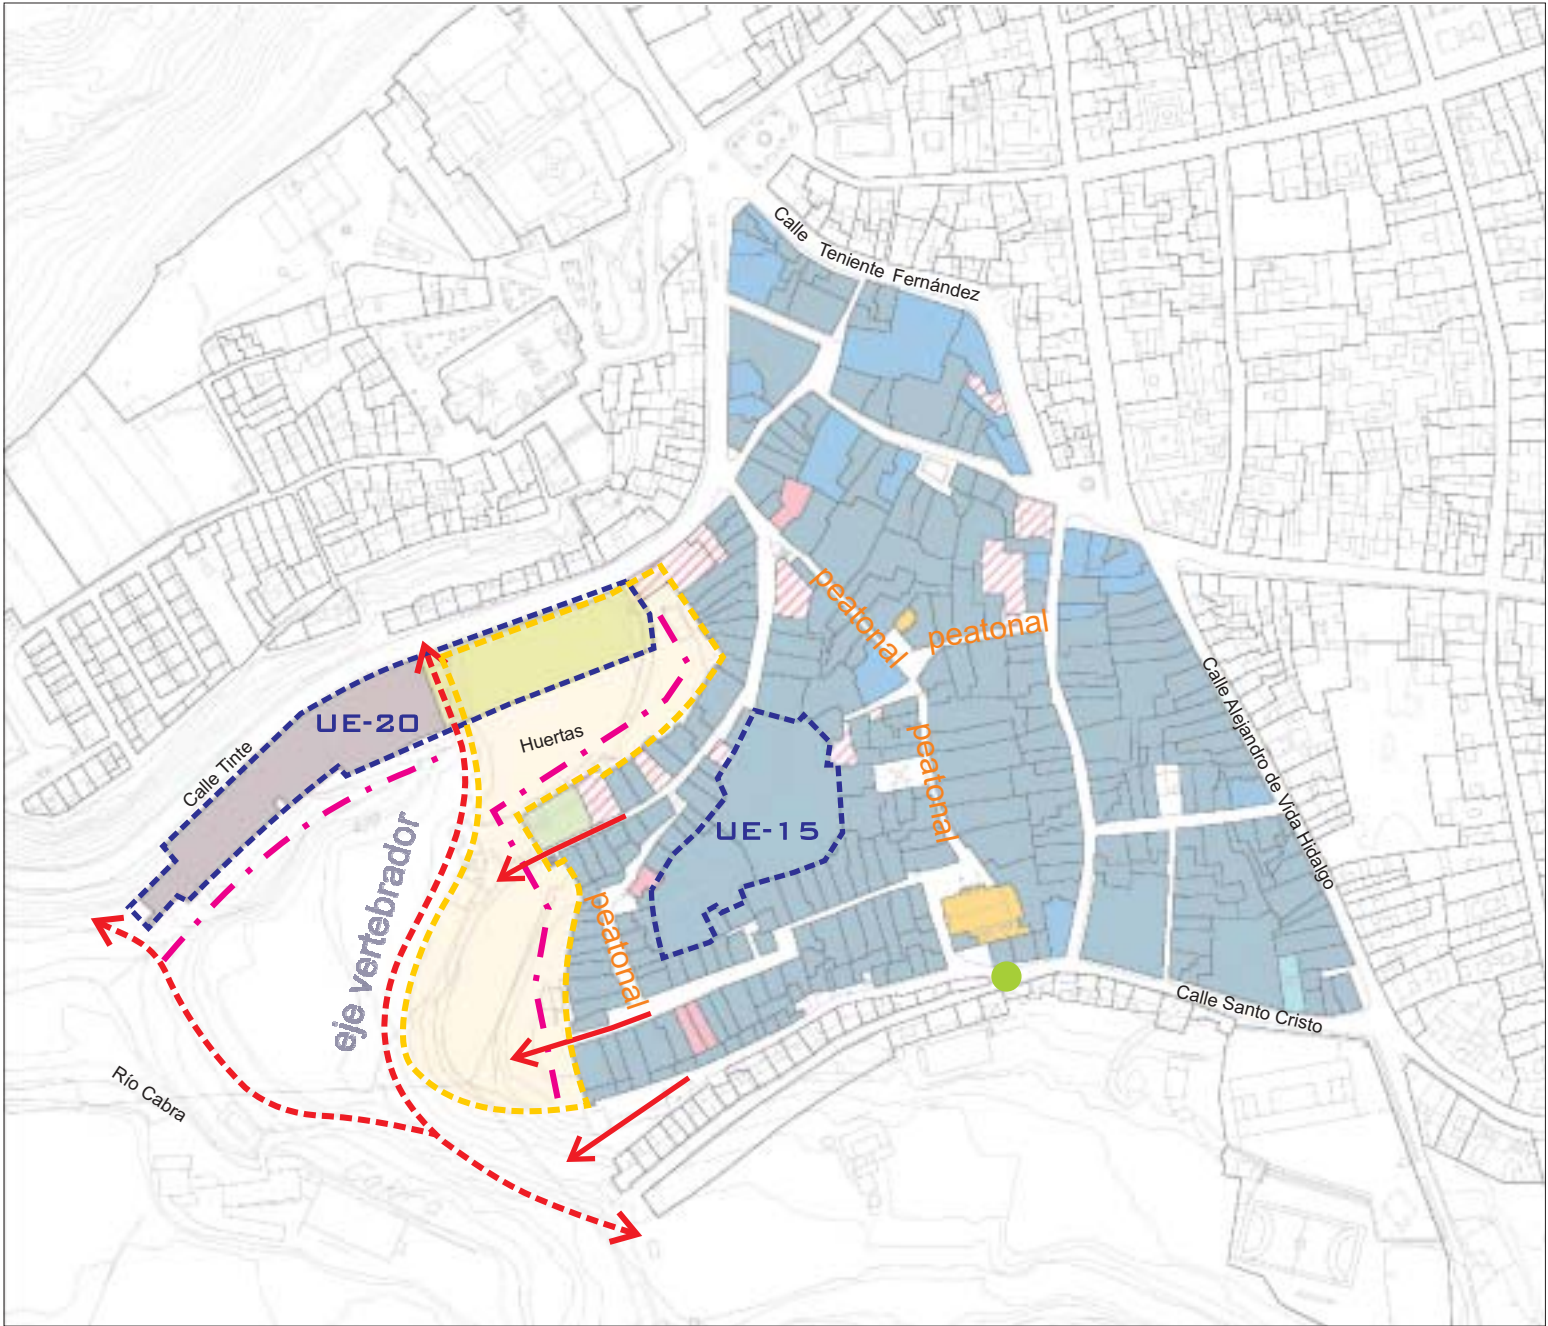 Calle Teniente Fernández
peatonal
peatonal
Calle Alejandro de Vida Hidalgo
UE-20
Huertas
peatonal
Calle Tinte
UE-15
eje vertebrador
peatonal
Calle Santo Cristo
Río Cabra